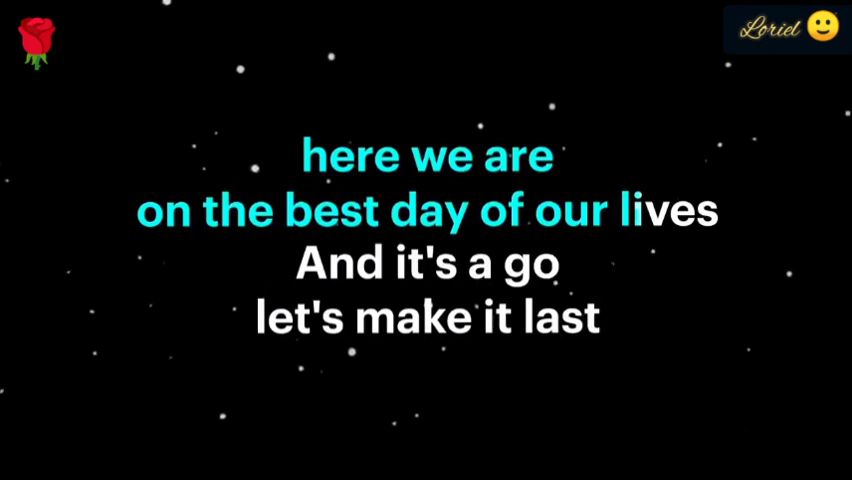 Loriel
here we are
on the best day of our lives
And it's a go
let's make it last